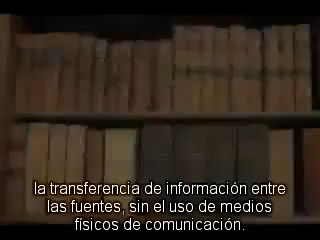 la transferencia de información entre
las fuentes, sin el uso de medios
físicos de comunicación.